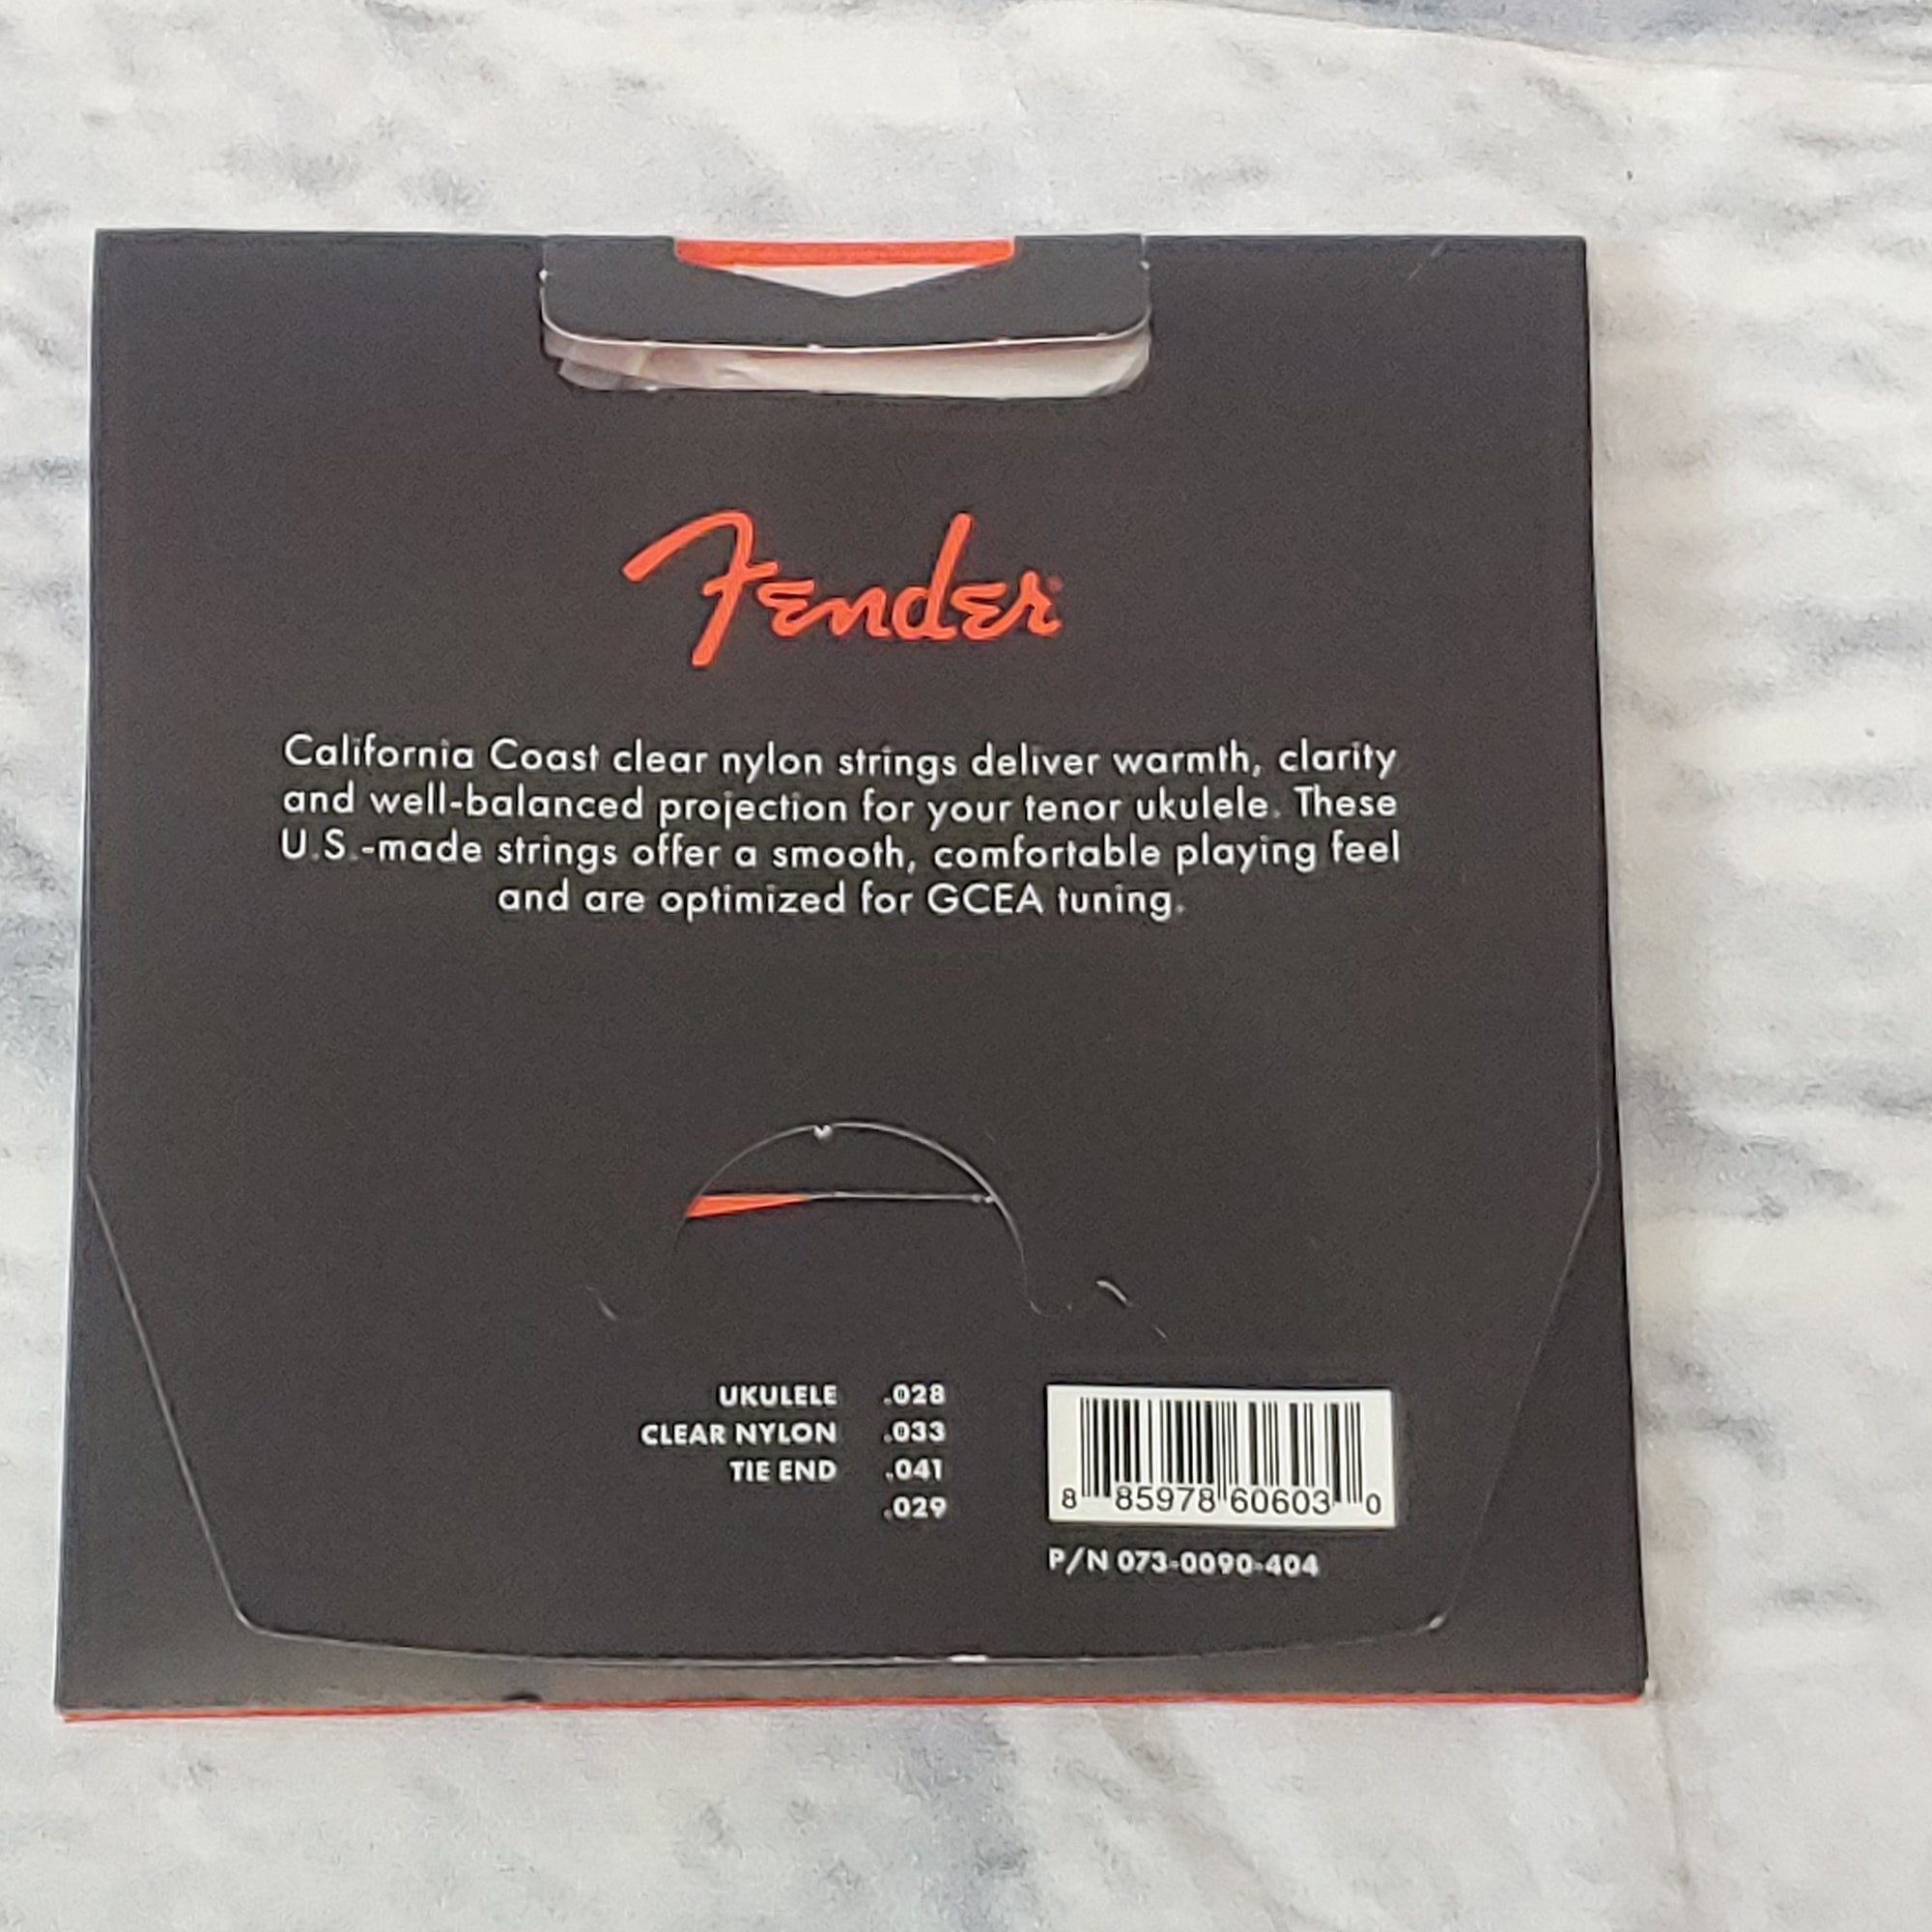 Fender®
California Coast clear nylon strings deliver warmth, clarity
and well-balanced projection for your tenor ukulele. These
U.S.-made strings offer a smooth, comfortable playing feel
and are optimized for GCEA tuning.
UKULELE .028
CLEAR NYLON .033
TIE END .041
.029
8 85978 60603 0
P/N 073-0090-404